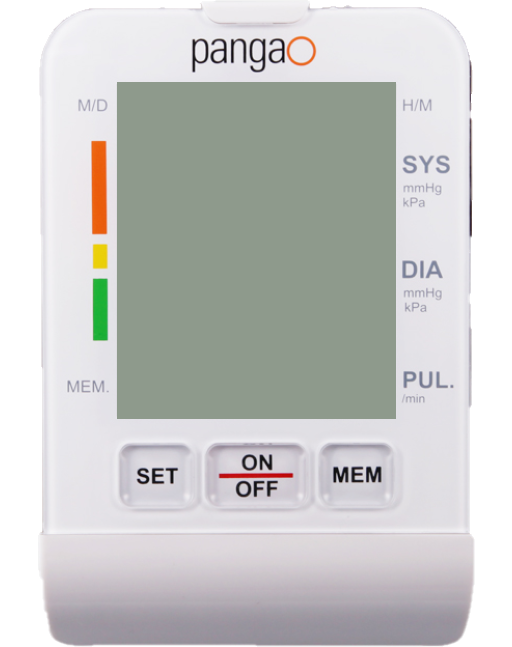 pangao
M/D
H/M
SYS
mmHg
kPa
DIA
mmHg
kPa
MEM.
PUL.
/min
SET
ON
OFF
MEM